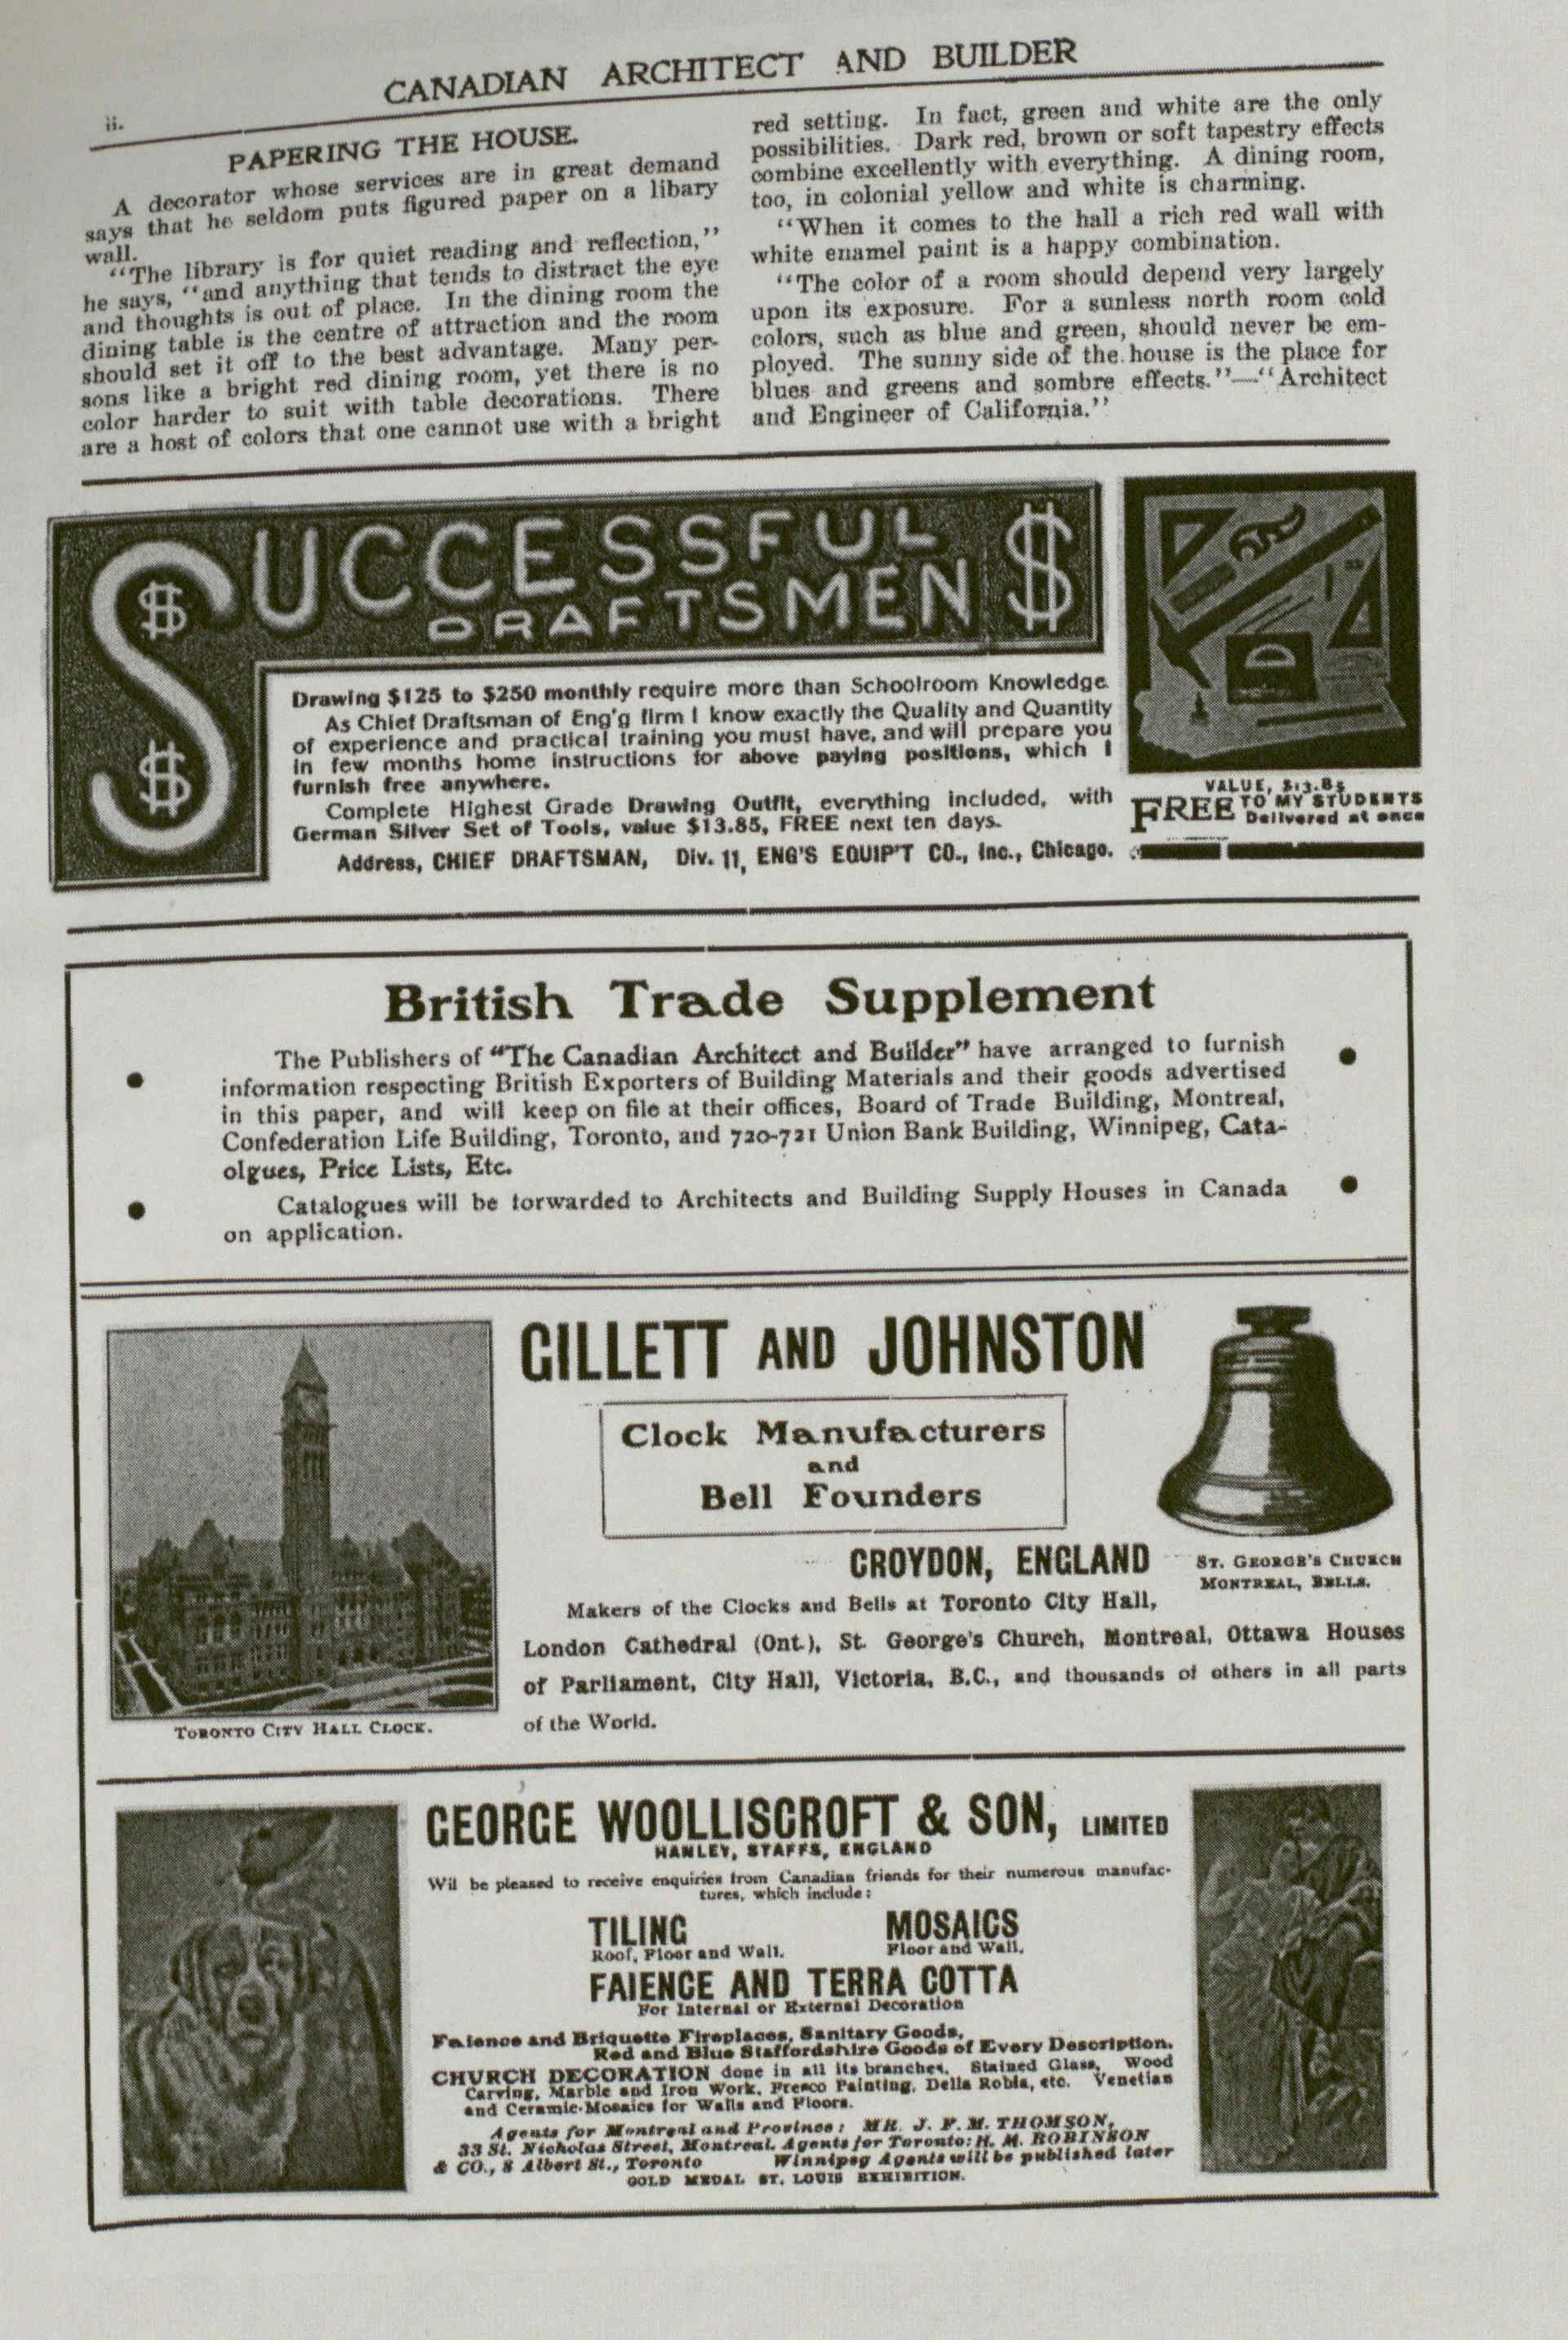 ii.
CANADIAN ARCHITECT AND BUILDER
PAPERING THE HOUSE.
A decorator whose services are in great demand
says that he seldom puts figured paper on a libary
wall.
"The library is for quiet reading and reflection,"
he says, "and anything that tends to distract the eye
and thoughts is out of place. In the dining room the
dining table is the centre of attraction and the room
should set it off to the best advantage. Many per-
sons like a bright red dining room, yet there is no
color harder to suit with table decorations. There
are a host of colors that one cannot use with a bright
red setting. In fact, green and white are the only
possibilities. Dark red, brown or soft tapestry effects
combine excellently with everything. A dining room,
too, in colonial yellow and white is charming.
"When it comes to the hall a rich red wall with
white enamel paint is a happy combination.
"The color of a room should depend very largely
upon its exposure. For a sunless north room cold
colors, such as blue and green, should never be em-
ployed. The sunny side of the house is the place for
blues and greens and sombre effects."—"Architect
and Engineer of California."
SUCCESSFUL
DRAFTSMEN $
$
$
Drawing $125 to $250 monthly require more than Schoolroom Knowledge.
As Chief Draftsman of Eng'g firm I know exactly the Quality and Quantity
of experience and practical training you must have, and will prepare you
in few months home instructions for above paying positions, which I
furnish free anywhere.
Complete Highest Grade Drawing Outfit, everything included, with
German Silver Set of Tools, value $13.85, FREE next ten days.
Address, CHIEF DRAFTSMAN, Div. 11, ENG'S EQUIP'T CO., Inc., Chicago.
VALUE, $13.85
FREE TO MY STUDENTS
Delivered at once
British Trade Supplement
The Publishers of "The Canadian Architect and Builder" have arranged to furnish
information respecting British Exporters of Building Materials and their goods advertised
in this paper, and will keep on file at their offices, Board of Trade Building, Montreal,
Confederation Life Building, Toronto, and 720-721 Union Bank Building, Winnipeg, Cata-
olgues, Price Lists, Etc.
Catalogues will be forwarded to Architects and Building Supply Houses in Canada
on application.
GILLETT AND JOHNSTON
Clock Manufacturers
and
Bell Founders
CROYDON, ENGLAND
ST. GEORGE'S CHURCH
MONTREAL, BELLS.
Makers of the Clocks and Bells at Toronto City Hall,
London Cathedral (Ont.), St. George's Church, Montreal, Ottawa Houses
of Parliament, City Hall, Victoria, B.C., and thousands of others in all parts
of the World.
TORONTO CITY HALL CLOCK.
GEORGE WOOLLISCROFT & SON, LIMITED
HANLEY, STAFFS, ENGLAND
Wil be pleased to receive enquiries from Canadian friends for their numerous manufac-
tures, which include:
TILING
Roof, Floor and Wall.
MOSAICS
Floor and Wall.
FAIENCE AND TERRA COTTA
For Internal or External Decoration
Faience and Briquette Fireplaces, Sanitary Goods,
Red and Blue Staffordshire Goods of Every Description.
CHURCH DECORATION done in all its branches. Stained Glass, Wood
Carving, Marble and Iron Work, Fresco Painting, Della Robia, etc. Venetian
and Ceramic-Mosaics for Walls and Floors.
Agents for Montreal and Province: MR. J. F. M. THOMSON,
33 St. Nicholas Street, Montreal. Agents for Toronto: H. M. ROBINSON
& CO., 8 Albert St., Toronto Winnipeg Agents will be published later
GOLD MEDAL ST. LOUIS EXHIBITION.